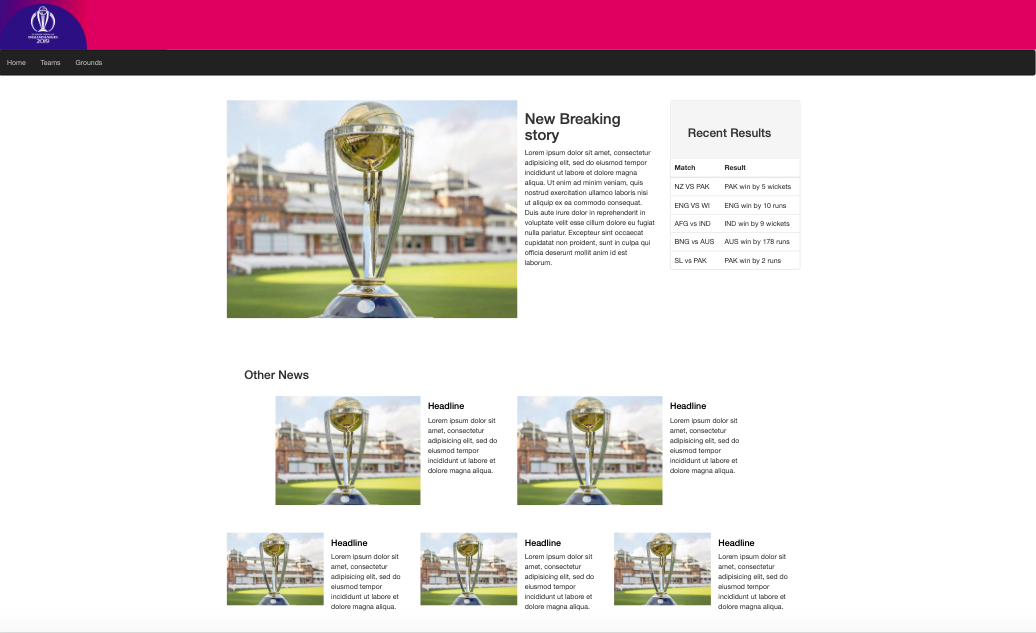 2019
Home Teams Grounds
New Breaking
story
Lorem ipsum dolor sit amet, consectetur
adipisicing elit, sed do eiusmod tempor
incididunt ut labore et dolore magna
aliqua. Ut enim ad minim veniam, quis
nostrud exercitation ullamco laboris nisi
ut aliquip ex ea commodo consequat.
Duis aute irure dolor in reprehenderit in
voluptate velit esse cillum dolore eu fugiat
nulla pariatur. Excepteur sint occaecat
cupidatat non proident, sunt in culpa qui
officia deserunt mollit anim id est
laborum.
Recent Results
Match Result
NZ VS PAK PAK win by 5 wickets
ENG VS WI ENG win by 10 runs
AFG vs IND IND win by 9 wickets
BNG vs AUS AUS win by 178 runs
SL vs PAK PAK win by 2 runs
Other News
Headline
Lorem ipsum dolor sit
amet, consectetur
adipisicing elit, sed do
eiusmod tempor
incididunt ut labore et
dolore magna aliqua.
Headline
Lorem ipsum dolor sit
amet, consectetur
adipisicing elit, sed do
eiusmod tempor
incididunt ut labore et
dolore magna aliqua.
Headline
Lorem ipsum dolor sit
amet, consectetur
adipisicing elit, sed do
eiusmod tempor
incididunt ut labore et
dolore magna aliqua.
Headline
Lorem ipsum dolor sit
amet, consectetur
adipisicing elit, sed do
eiusmod tempor
incididunt ut labore et
dolore magna aliqua.
Headline
Lorem ipsum dolor sit
amet, consectetur
adipisicing elit, sed do
eiusmod tempor
incididunt ut labore et
dolore magna aliqua.